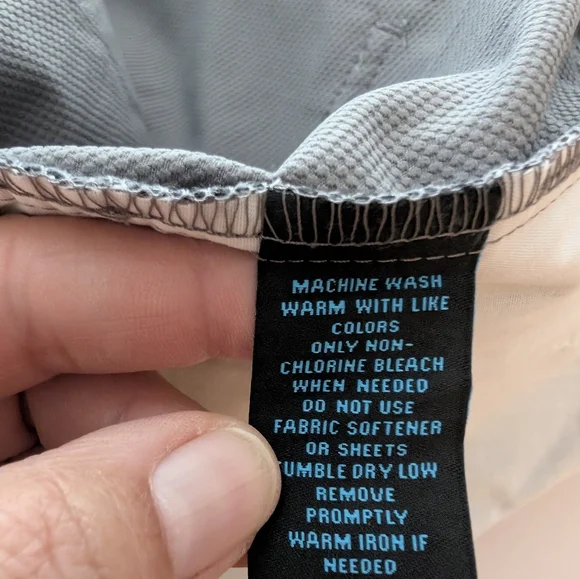 MACHINE WASH
WARM WITH LIKE
COLORS
ONLY NON-
CHLORINE BLEACH
WHEN NEEDED
DO NOT USE
FABRIC SOFTENER
OR SHEETS
TUMBLE DRY LOW
REMOVE
PROMPTLY
WARM IRON IF
NEEDED